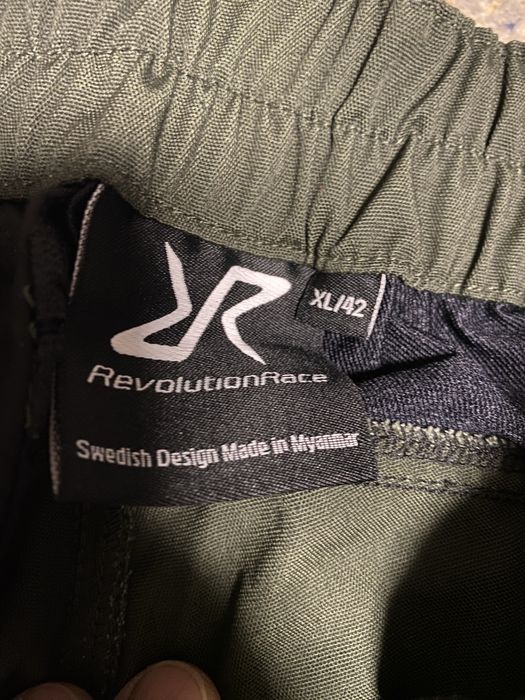 XL/42
RevolutionRace
Swedish Design Made in Myanmar